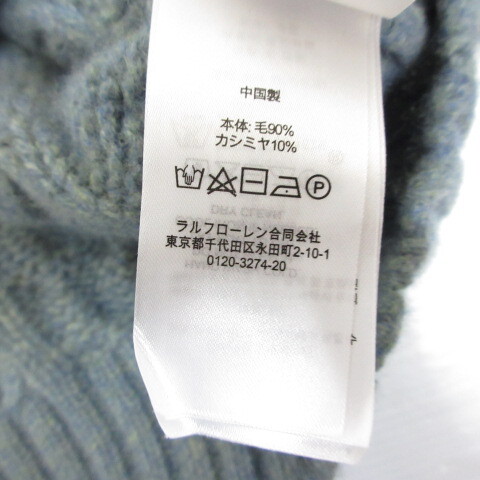 中国製
本体: 毛90%
カシミヤ10%
P
DRY CLEAN
ラルフローレン合同会社
東京都千代田区永田町2-10-1
0120-3274-20